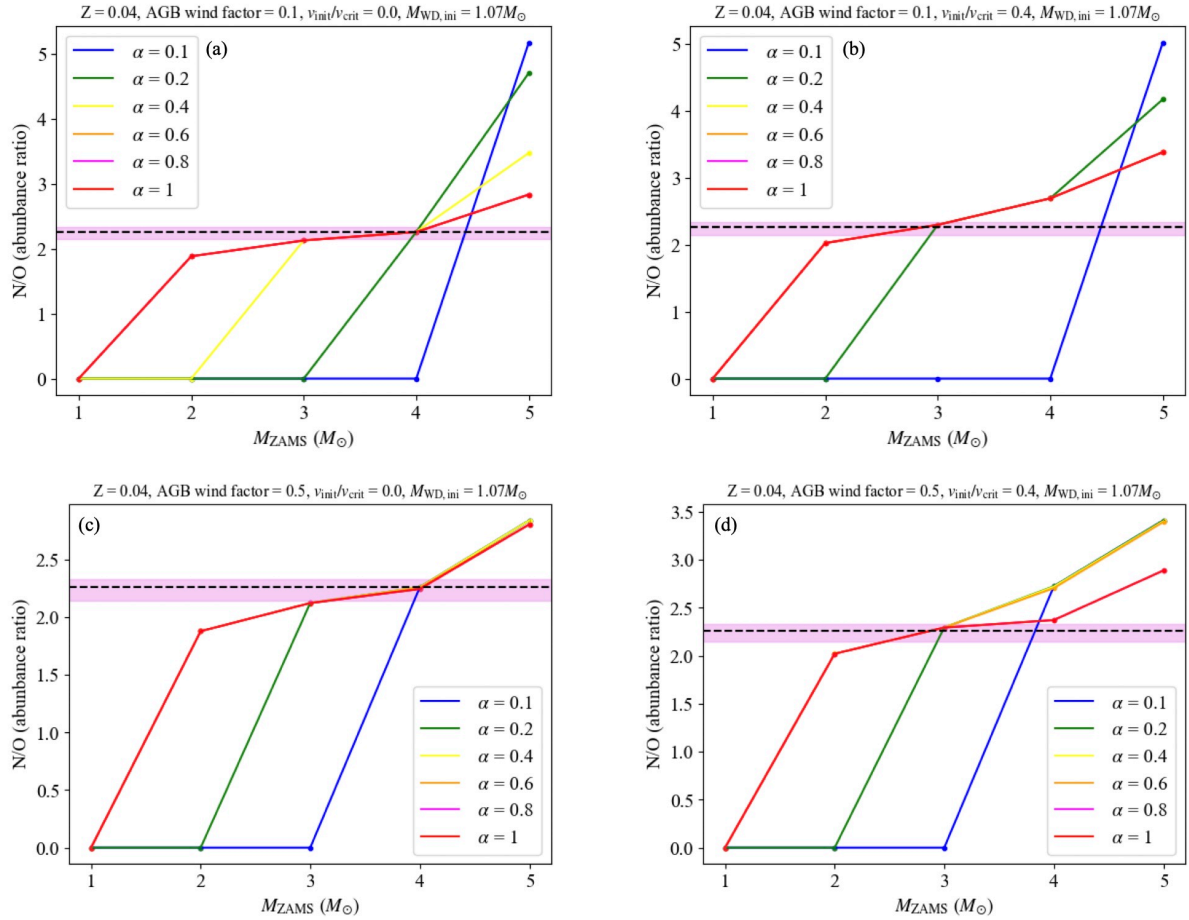 Z = 0.04, AGB wind factor = 0.1, v_init/v_crit = 0.0, M_WD, ini = 1.07M_⊙
(a)
α = 0.1
α = 0.2
α = 0.4
α = 0.6
α = 0.8
α = 1
N/O (abunbance ratio)
5
4
3
2
1
0
1 2 3 4 5
M_ZAMS (M_⊙)
Z = 0.04, AGB wind factor = 0.1, v_init/v_crit = 0.4, M_WD, ini = 1.07M_⊙
(b)
α = 0.1
α = 0.2
α = 0.4
α = 0.6
α = 0.8
α = 1
N/O (abunbance ratio)
5
4
3
2
1
0
1 2 3 4 5
M_ZAMS (M_⊙)
Z = 0.04, AGB wind factor = 0.5, v_init/v_crit = 0.0, M_WD, ini = 1.07M_⊙
(c)
N/O (abunbance ratio)
2.5
2.0
1.5
1.0
0.5
0.0
α = 0.1
α = 0.2
α = 0.4
α = 0.6
α = 0.8
α = 1
1 2 3 4 5
M_ZAMS (M_⊙)
Z = 0.04, AGB wind factor = 0.5, v_init/v_crit = 0.4, M_WD, ini = 1.07M_⊙
(d)
N/O (abunbance ratio)
3.5
3.0
2.5
2.0
1.5
1.0
0.5
0.0
α = 0.1
α = 0.2
α = 0.4
α = 0.6
α = 0.8
α = 1
1 2 3 4 5
M_ZAMS (M_⊙)